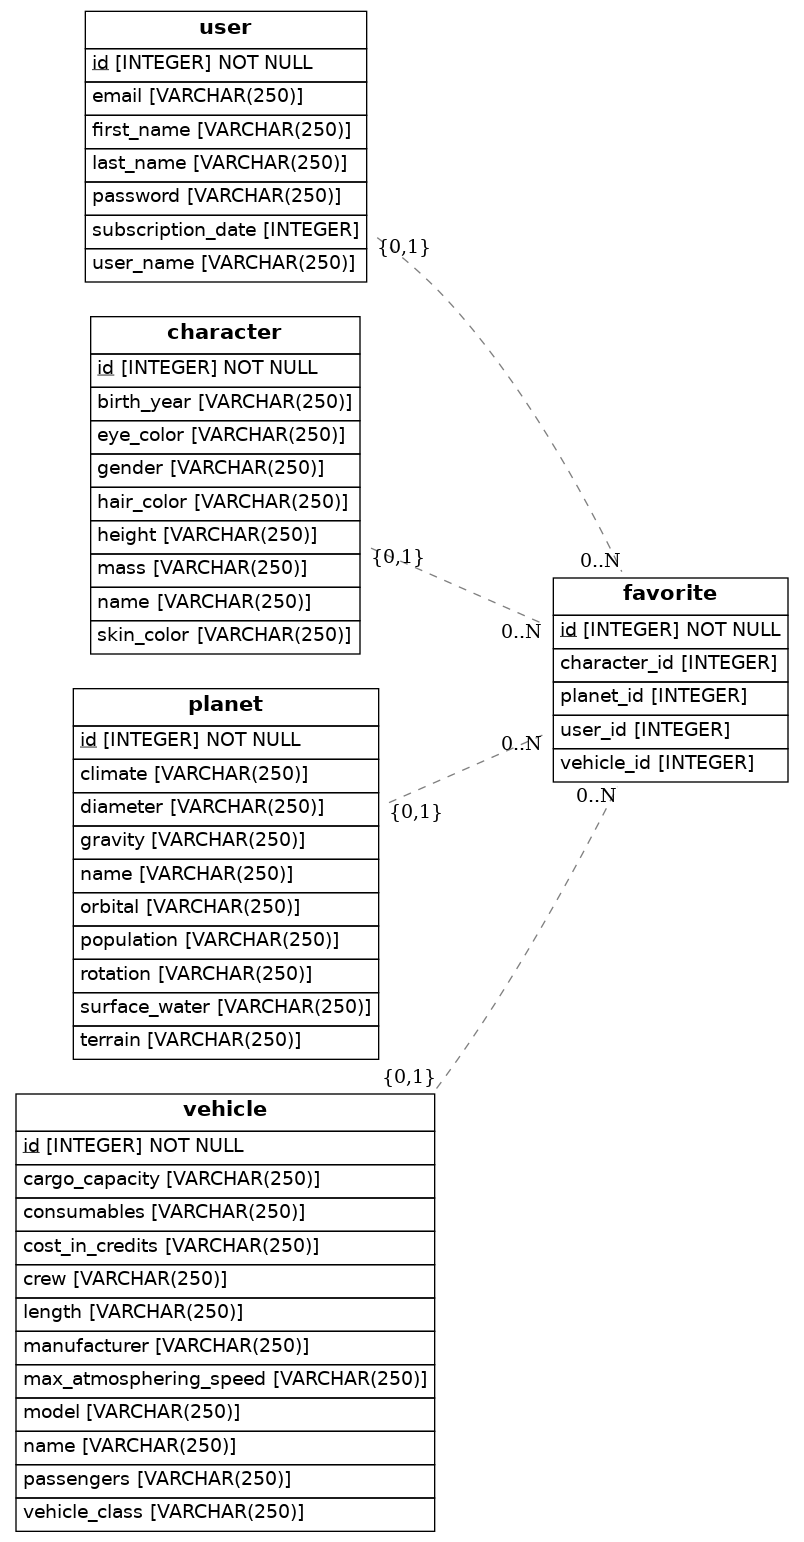 user
id [INTEGER] NOT NULL
email [VARCHAR(250)]
first_name [VARCHAR(250)]
last_name [VARCHAR(250)]
password [VARCHAR(250)]
subscription_date [INTEGER]
user_name [VARCHAR(250)]
{0,1}
0..N
character
id [INTEGER] NOT NULL
birth_year [VARCHAR(250)]
eye_color [VARCHAR(250)]
gender [VARCHAR(250)]
hair_color [VARCHAR(250)]
height [VARCHAR(250)]
mass [VARCHAR(250)]
name [VARCHAR(250)]
skin_color [VARCHAR(250)]
{0,1}
0..N
favorite
id [INTEGER] NOT NULL
character_id [INTEGER]
planet_id [INTEGER]
user_id [INTEGER]
vehicle_id [INTEGER]
planet
id [INTEGER] NOT NULL
climate [VARCHAR(250)]
diameter [VARCHAR(250)]
gravity [VARCHAR(250)]
name [VARCHAR(250)]
orbital [VARCHAR(250)]
population [VARCHAR(250)]
rotation [VARCHAR(250)]
surface_water [VARCHAR(250)]
terrain [VARCHAR(250)]
0..N
{0,1}
0..N
{0,1}
vehicle
id [INTEGER] NOT NULL
cargo_capacity [VARCHAR(250)]
consumables [VARCHAR(250)]
cost_in_credits [VARCHAR(250)]
crew [VARCHAR(250)]
length [VARCHAR(250)]
manufacturer [VARCHAR(250)]
max_atmosphering_speed [VARCHAR(250)]
model [VARCHAR(250)]
name [VARCHAR(250)]
passengers [VARCHAR(250)]
vehicle_class [VARCHAR(250)]